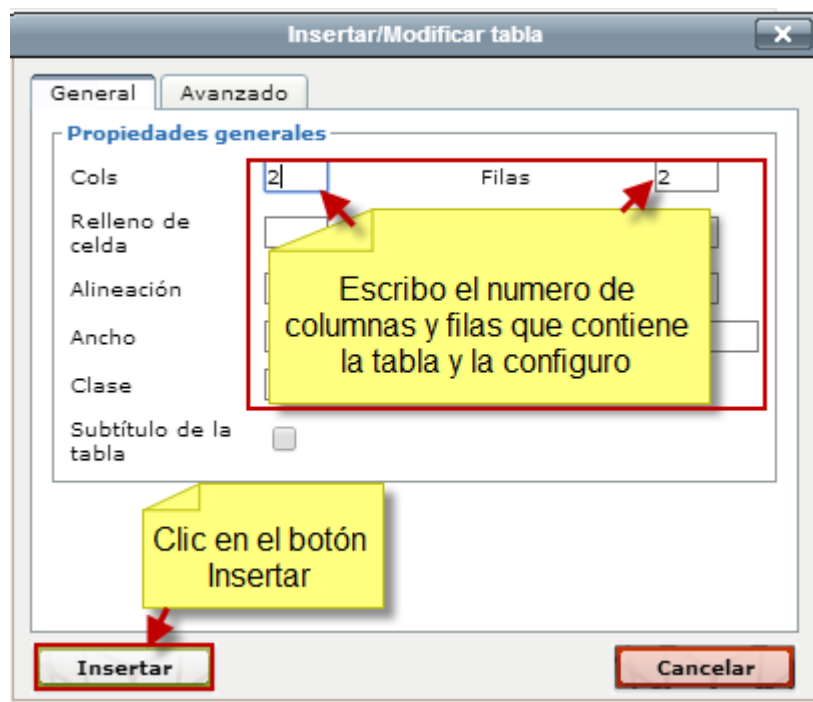 Insertar/Modificar tabla
General Avanzado
Propiedades generales
Cols 2 Filas 2
Relleno de
celda
Alineación
Ancho
Clase
Subtítulo de la
tabla
Escribo el numero de
columnas y filas que contiene
la tabla y la configuro
Clic en el botón
Insertar
Insertar Cancelar